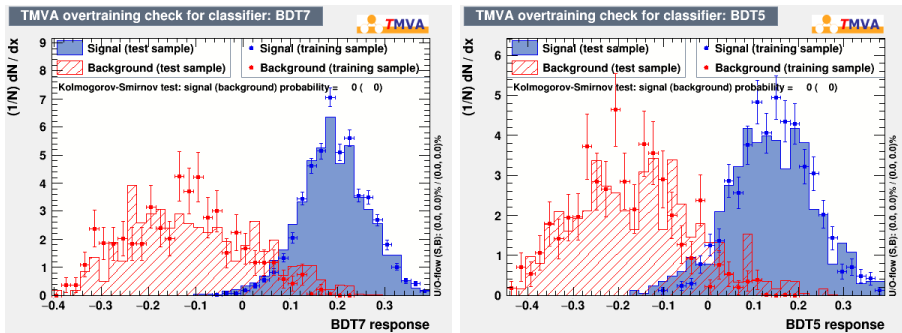 TMVA overtraining check for classifier: BDT7
TMVA
(1/N) dN / dx
Signal (test sample)
Background (test sample)
Signal (training sample)
Background (training sample)
Kolmogorov-Smirnov test: signal (background) probability = 0 ( 0)
9
8
7
6
5
4
3
2
1
0
−0.4 −0.3 −0.2 −0.1 0 0.1 0.2 0.3
BDT7 response
U/O-flow (S,B): (0.0, 0.0)% / (0.0, 0.0)%
TMVA overtraining check for classifier: BDT5
TMVA
(1/N) dN / dx
Signal (test sample)
Background (test sample)
Signal (training sample)
Background (training sample)
Kolmogorov-Smirnov test: signal (background) probability = 0 ( 0)
6
5
4
3
2
1
0
−0.4 −0.3 −0.2 −0.1 0 0.1 0.2 0.3
BDT5 response
U/O-flow (S,B): (0.0, 0.0)% / (0.0, 0.0)%